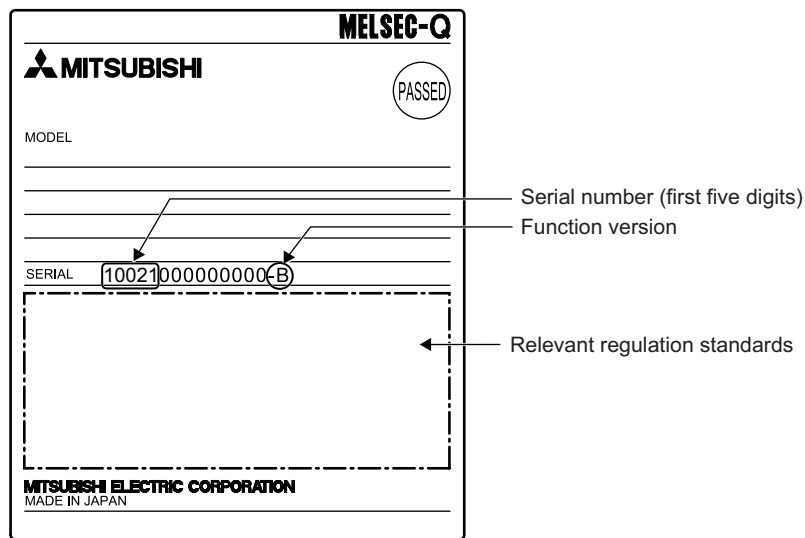 MELSEC-Q
MITSUBISHI
PASSED
MODEL
Serial number (first five digits)
Function version
SERIAL 10021000000000-B
Relevant regulation standards
MITSUBISHI ELECTRIC CORPORATION
MADE IN JAPAN